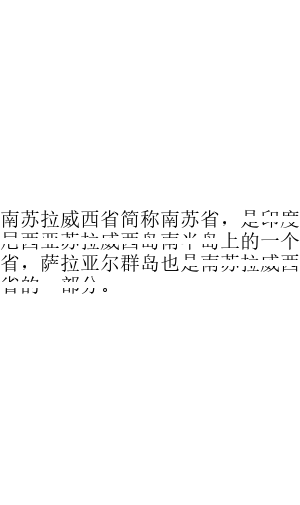 南苏拉威西省简称南苏省，是印度
尼西亚苏拉威西岛南半岛上的一个
省，萨拉亚尔群岛也是南苏拉威西
省的一部分。